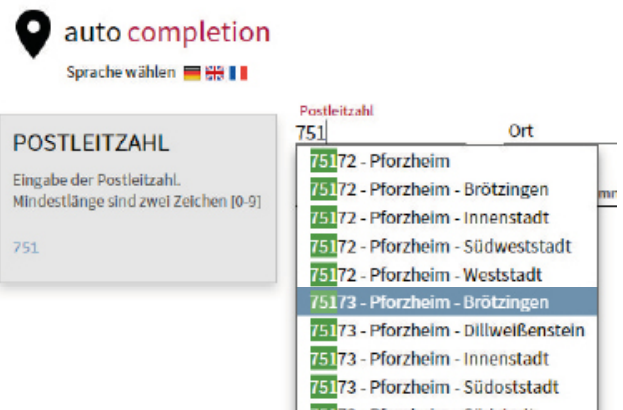 auto completion
Sprache wählen
POSTLEITZAHL
Eingabe der Postleitzahl.
Mindestlänge sind zwei Zeichen [0-9]
751
Postleitzahl
751
Ort
75172 - Pforzheim
75172 - Pforzheim - Brötzingen
75172 - Pforzheim - Innenstadt
75172 - Pforzheim - Südweststadt
75172 - Pforzheim - Weststadt
75173 - Pforzheim - Brötzingen
75173 - Pforzheim - Dillweißenstein
75173 - Pforzheim - Innenstadt
75173 - Pforzheim - Südoststadt